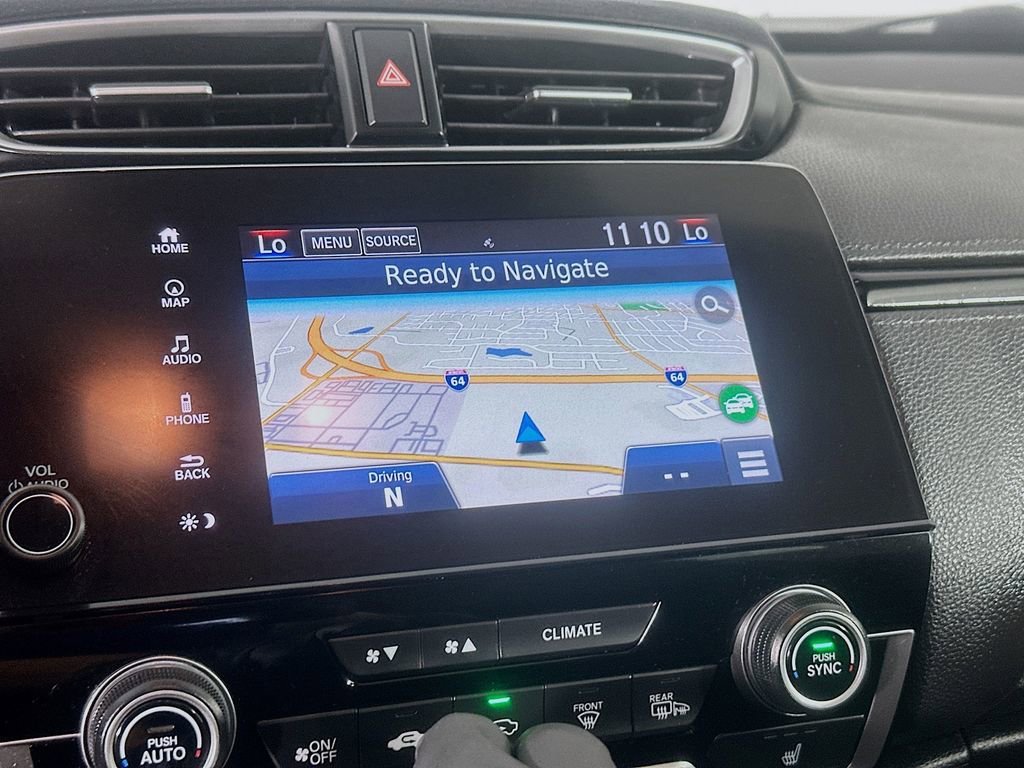 HOME
MAP
AUDIO
PHONE
BACK
VOL
AUDIO
Lo MENU SOURCE 11 10 Lo
Ready to Navigate
64
64
Driving
N
--
CLIMATE
PUSH
AUTO
ON/
OFF
FRONT
REAR
PUSH
SYNC